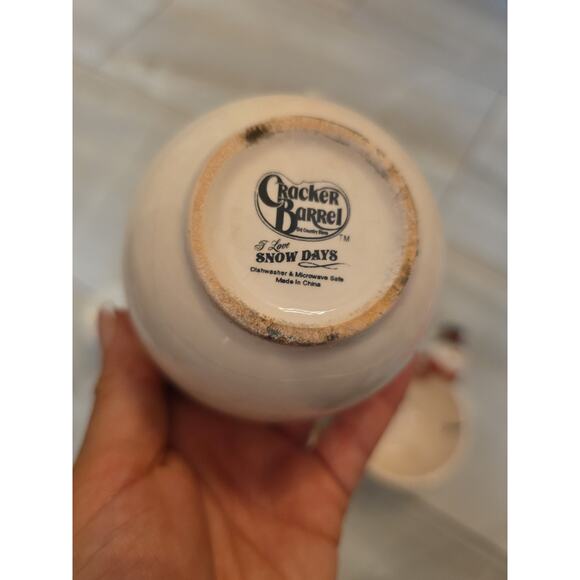 Cracker
Barrel
Old Country Store
TM
I Love
SNOW DAYS
Dishwasher & Microwave Safe
Made In China